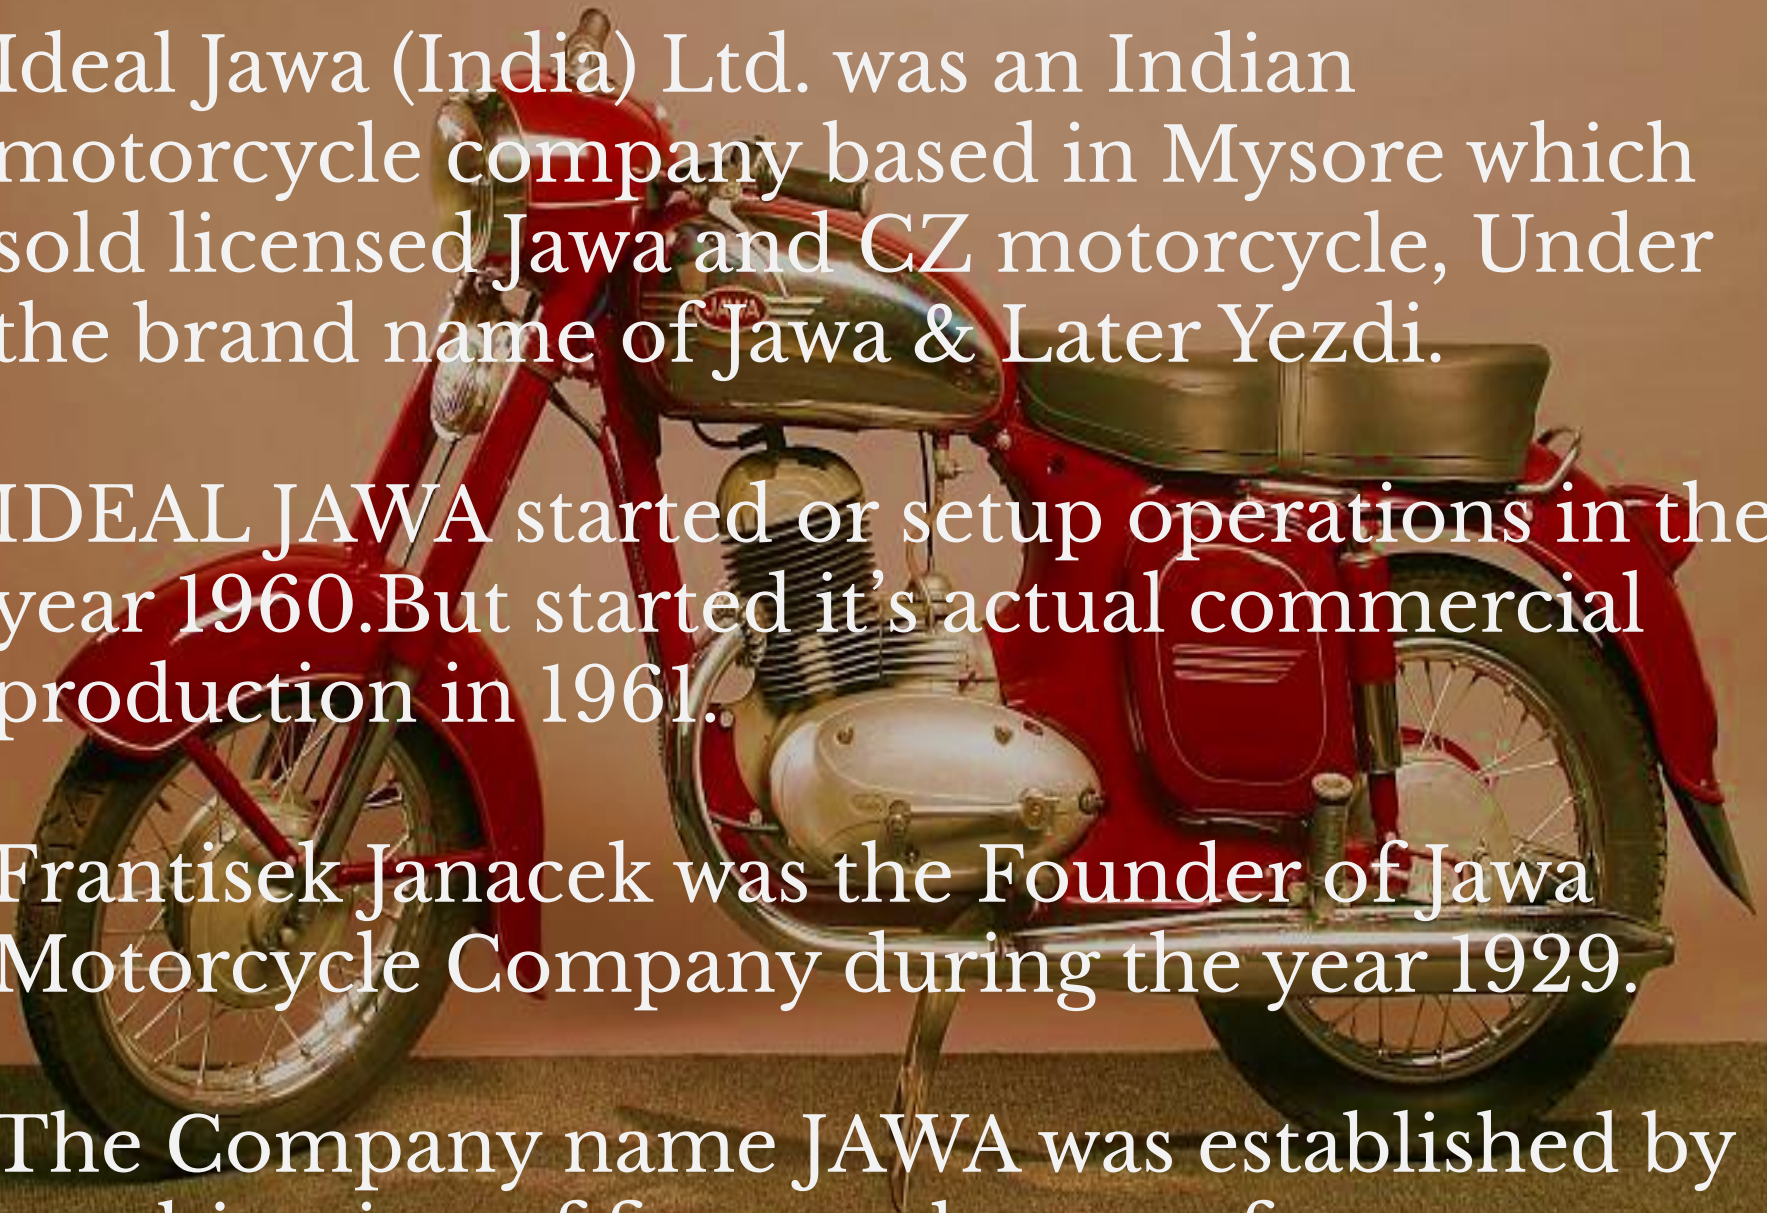 Ideal Jawa (India) Ltd. was an Indian
motorcycle company based in Mysore which
sold licensed Jawa and CZ motorcycle, Under
the brand name of Jawa & Later Yezdi.
JAWA
IDEAL JAWA started or setup operations in the
year 1960.But started it’s actual commercial
production in 1961.
Frantisek Janacek was the Founder of Jawa
Motorcycle Company during the year 1929.
The Company name JAWA was established by